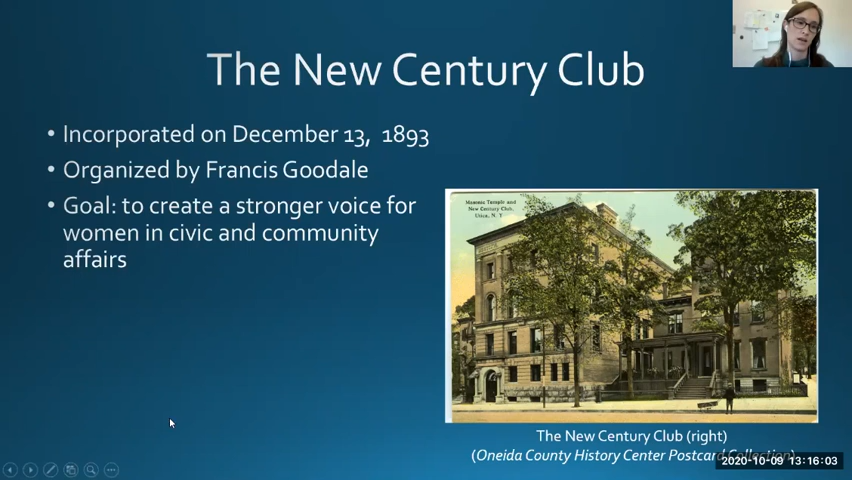 The New Century Club
• Incorporated on December 13, 1893
• Organized by Francis Goodale
• Goal: to create a stronger voice for
women in civic and community
affairs
Masonic Temple and
New Century Club,
Utica, N. Y.
The New Century Club (right)
(Oneida County History Center Postcard Collection)
2020-10-09 13:16:03